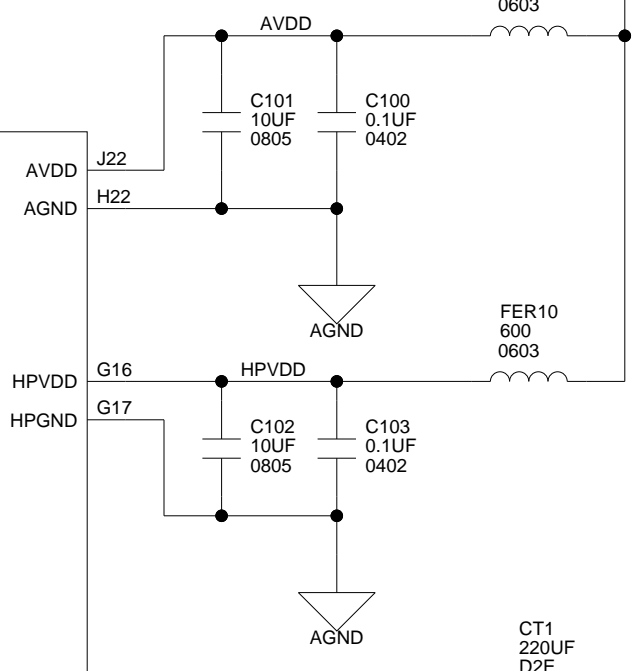 0603
AVDD
C101
10UF
0805
C100
0.1UF
0402
AVDD
J22
AGND
H22
AGND
FER10
600
0603
HPVDD
G16
HPVDD
HPGND
G17
C102
10UF
0805
C103
0.1UF
0402
AGND
CT1
220UF
D2E